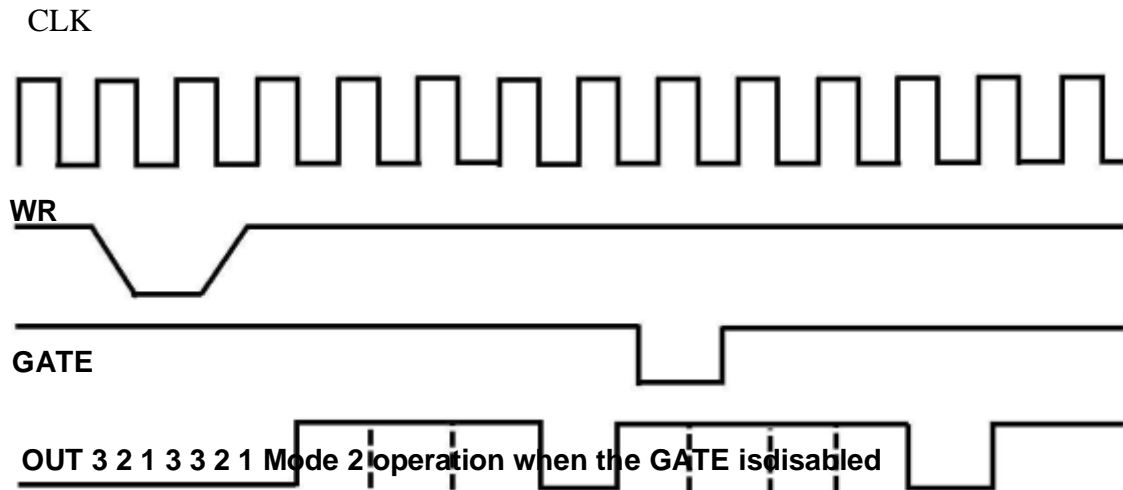 CLK
WR
GATE
OUT 3 2 1 3 3 2 1 Mode 2 operation when the GATE isdisabled